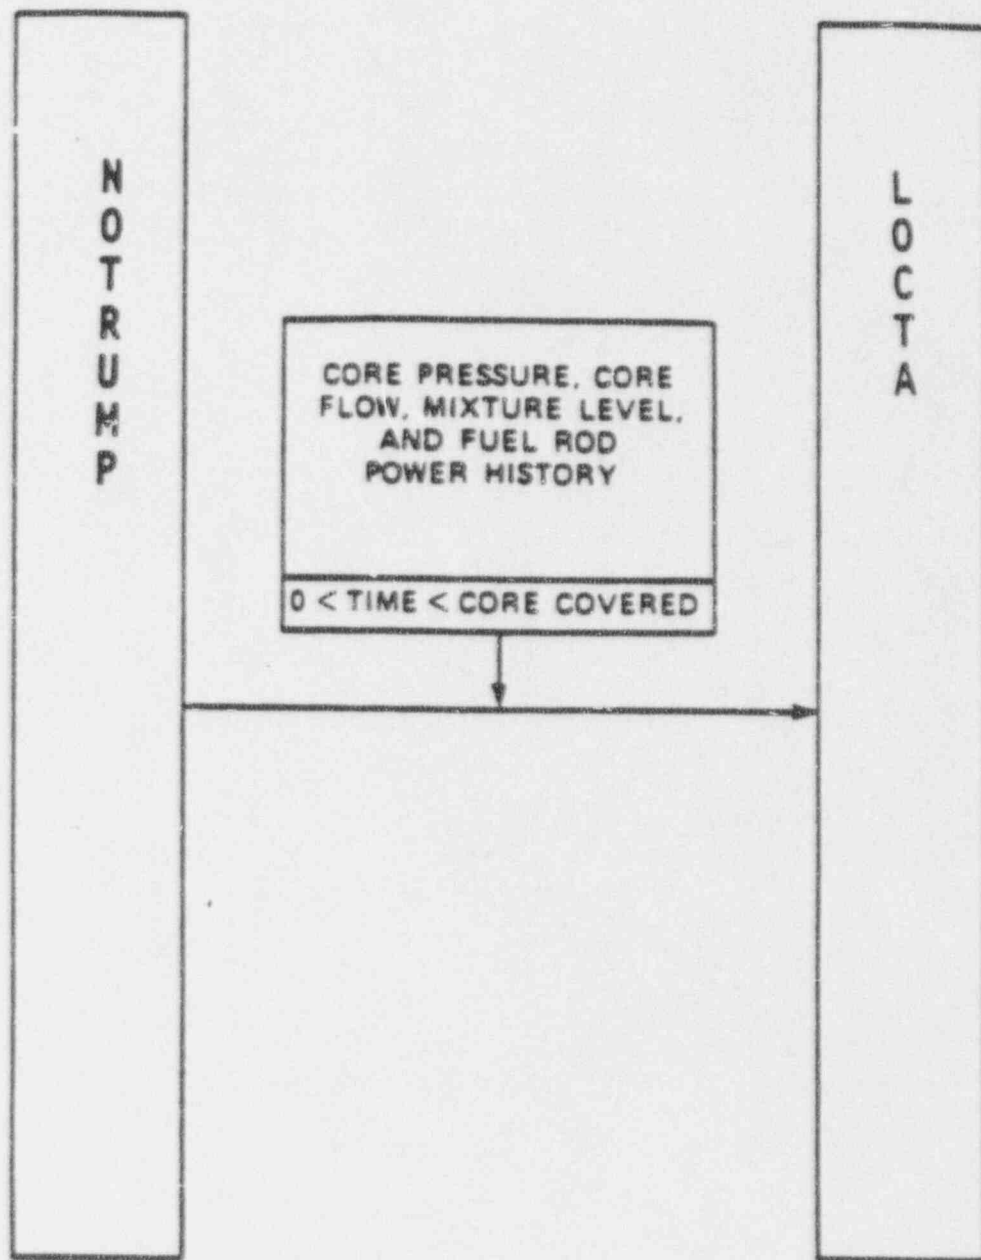 NOTRUMP
CORE PRESSURE, CORE
FLOW, MIXTURE LEVEL,
AND FUEL ROD
POWER HISTORY
0 < TIME < CORE COVERED
LOCTA